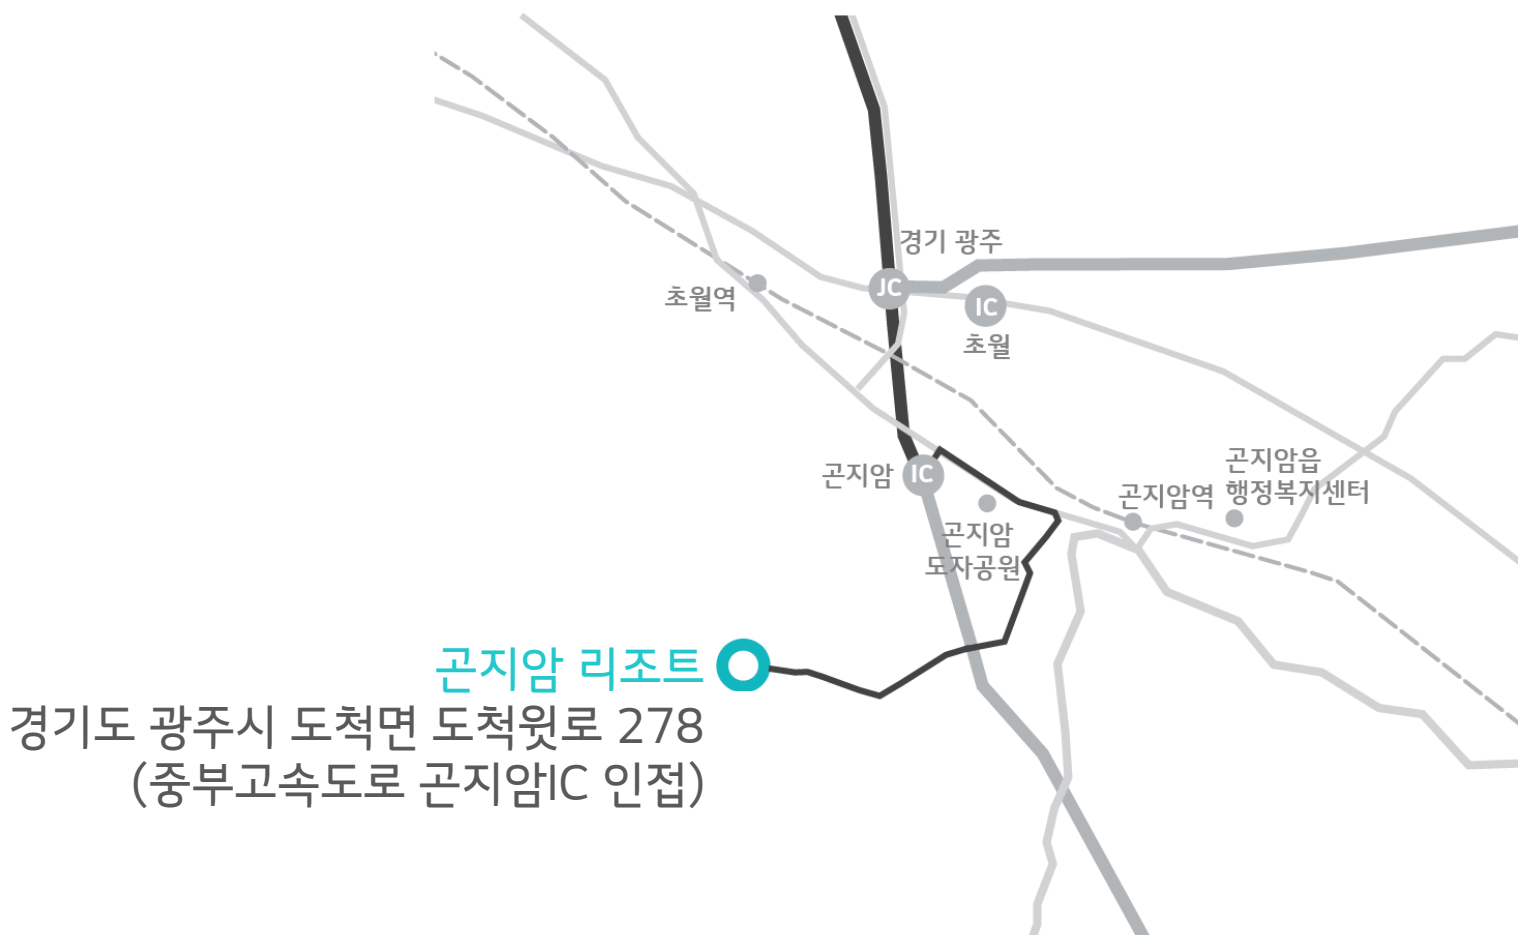 경기 광주
JC
IC
초월역
초월
곤지암
IC
곤지암역
곤지암읍
행정복지센터
곤지암
도자공원
곤지암 리조트
경기도 광주시 도척면 도척윗로 278
(중부고속도로 곤지암IC 인접)